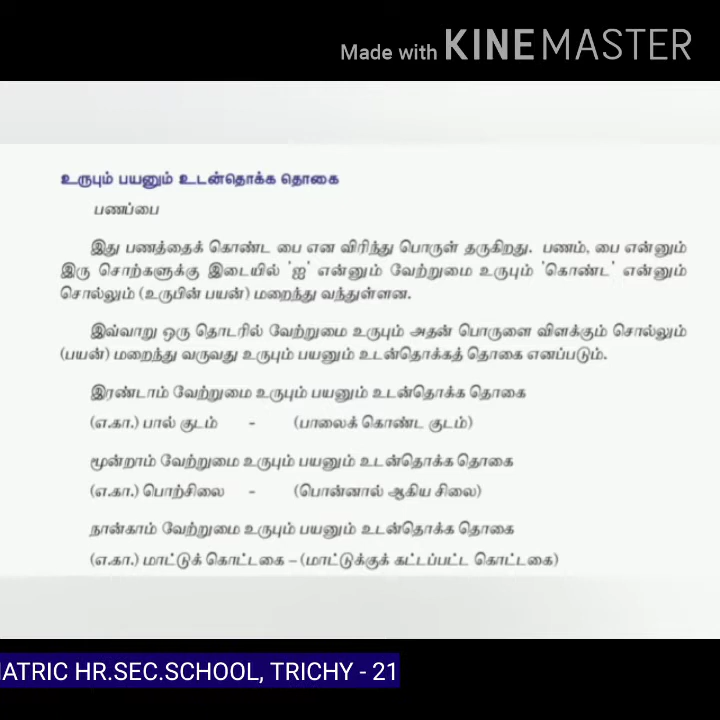 Made with KINEMASTER
உருபும் பயனும் உடன்தொக்க தொகை
பணப்பை
இது பணத்தைக் கொண்ட பை என விரிந்து பொருள் தருகிறது. பணம், பை என்னும்
இரு சொற்களுக்கு இடையில் 'ஐ' என்னும் வேற்றுமை உருபும் 'கொண்ட' என்னும்
சொல்லும் (உருபின் பயன்) மறைந்து வந்துள்ளன.
இவ்வாறு ஒரு தொடரில் வேற்றுமை உருபும் அதன் பொருளை விளக்கும் சொல்லும்
(பயன்) மறைந்து வருவது உருபும் பயனும் உடன்தொக்கத் தொகை எனப்படும்.
இரண்டாம் வேற்றுமை உருபும் பயனும் உடன்தொக்க தொகை
(எ.கா.) பால் குடம் - (பாலைக் கொண்ட குடம்)
மூன்றாம் வேற்றுமை உருபும் பயனும் உடன்தொக்க தொகை
(எ.கா.) பொற்சிலை - (பொன்னால் ஆகிய சிலை)
நான்காம் வேற்றுமை உருபும் பயனும் உடன்தொக்க தொகை
(எ.கா.) மாட்டுக் கொட்டகை – (மாட்டுக்குக் கட்டப்பட்ட கொட்டகை)
IATRIC HR.SEC.SCHOOL, TRICHY - 21